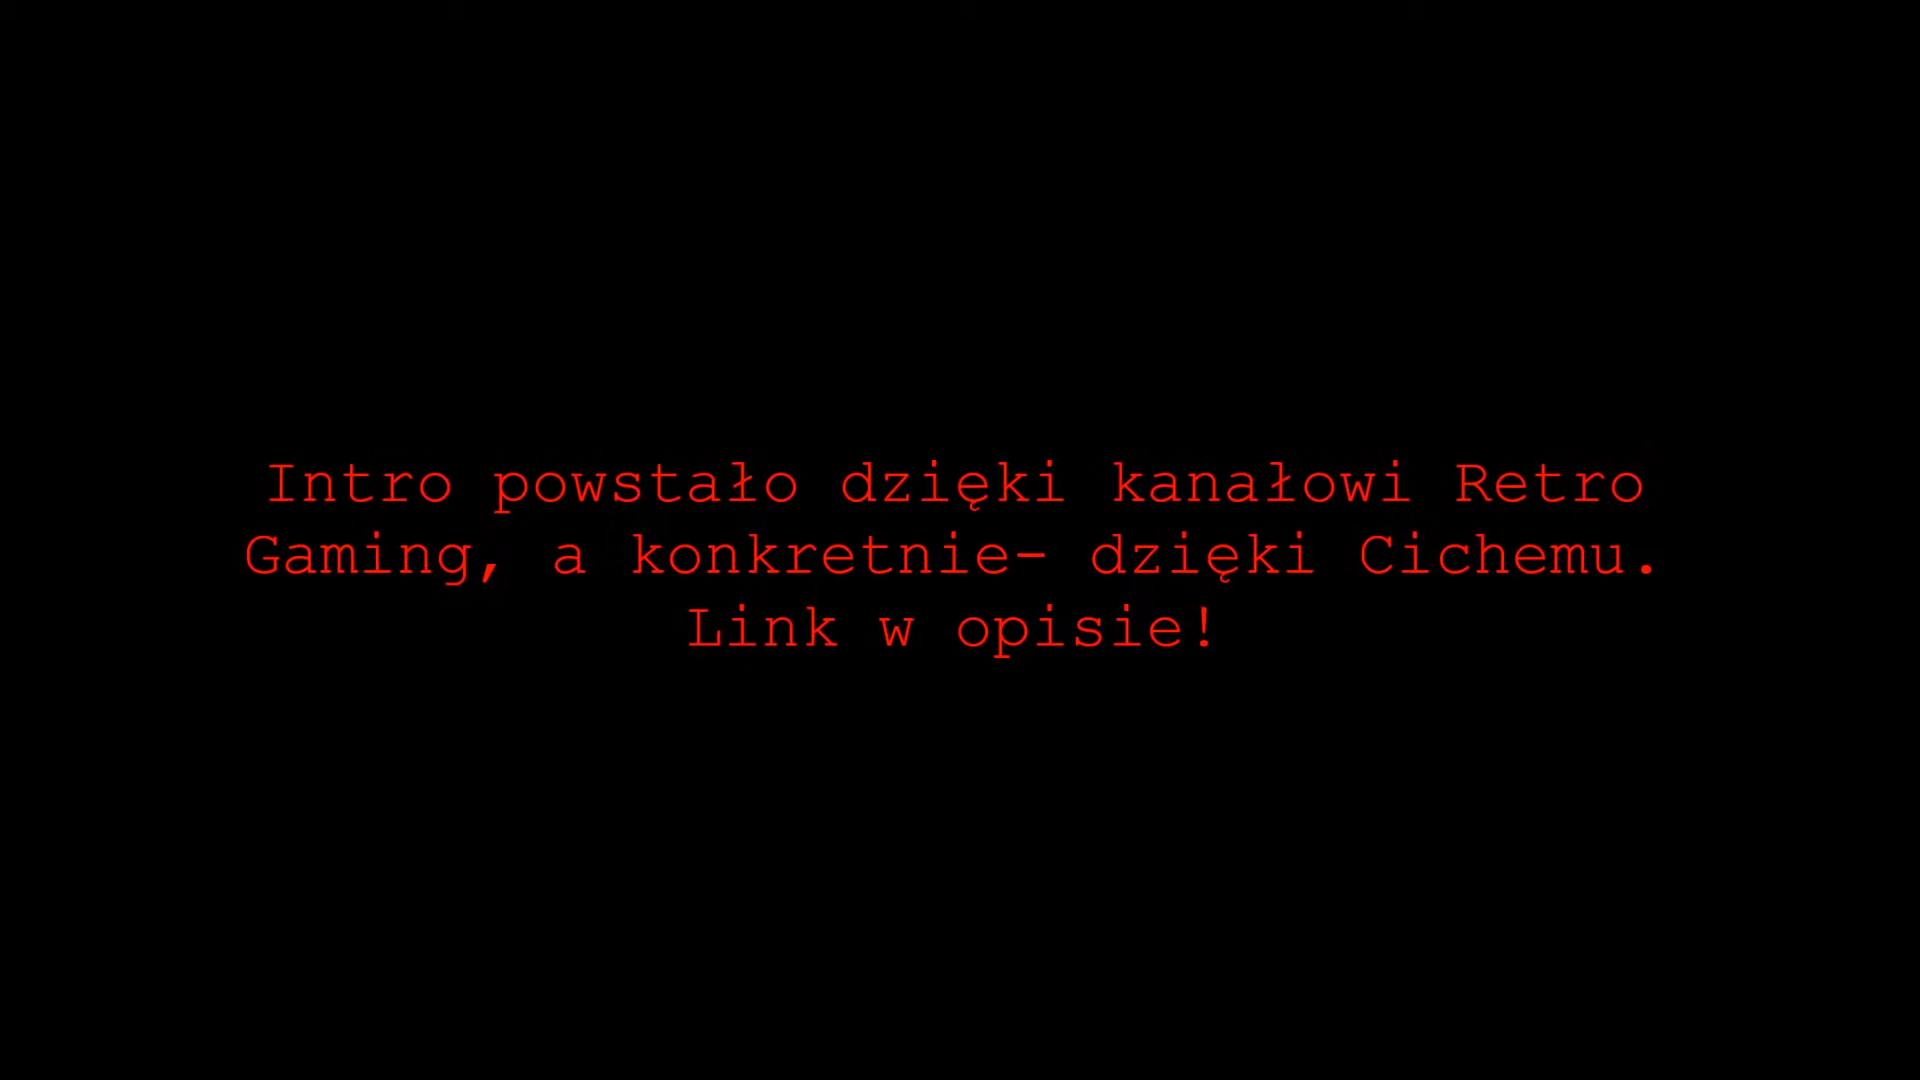 Intro powstało dzięki kanałowi Retro
Gaming, a konkretnie- dzięki Cichemu.
Link w opisie!